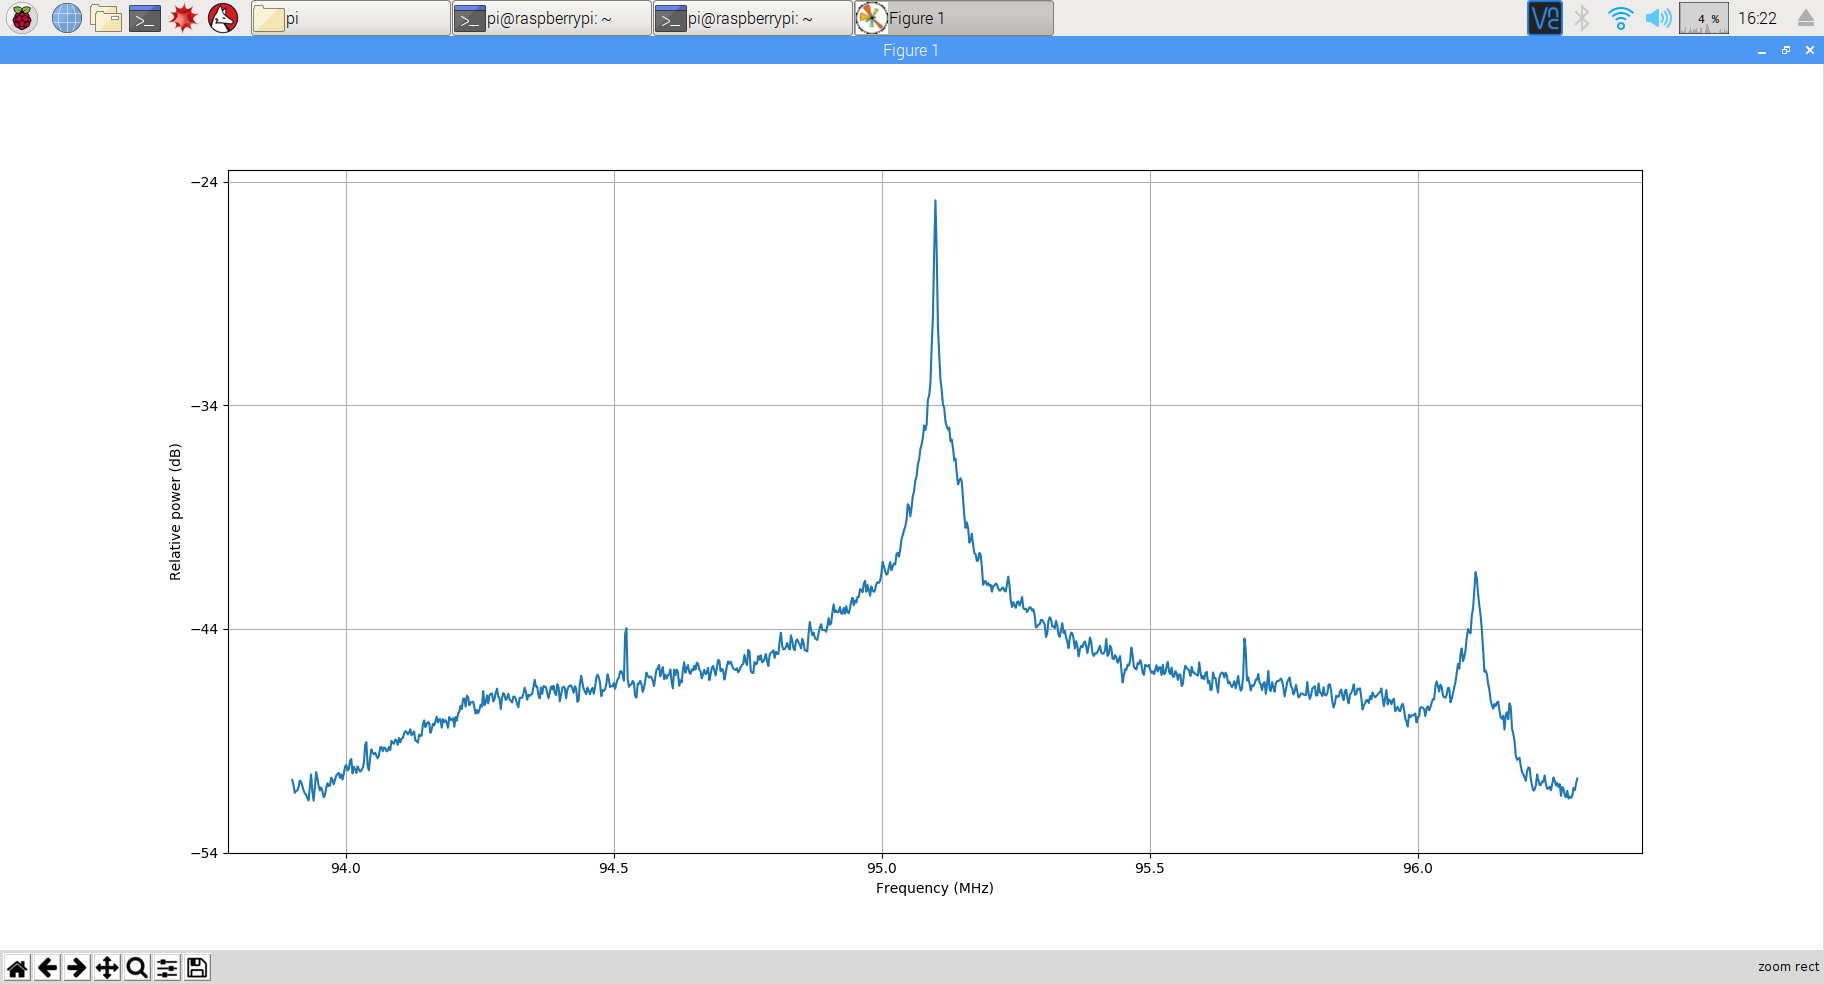 pi
pi@raspberrypi: ~
pi@raspberrypi: ~
Figure 1
4 %
16:22
Figure 1
−24
−34
−44
−54
Relative power (dB)
94.0
94.5
95.0
95.5
96.0
Frequency (MHz)
zoom rect